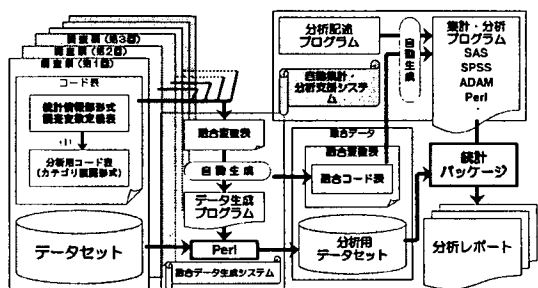 調査票(第3回)
調査票(第2回)
調査票(第1回)
コード表
統計情報部形式
調査変数定義表
分析用コード表
(カテゴリ展開形式)
データセット
融合変数表
自動生成
データ生成
プログラム
Perl
融合データ生成システム
分析記述
プログラム
自動集計・
分析支援システ
ム
自動生成
集計・分析
プログラム
SAS
SPSS
ADAM
Perl
融合データ
融合変数表
融合コード表
分析用
データセット
統計
パッケージ
分析レポート